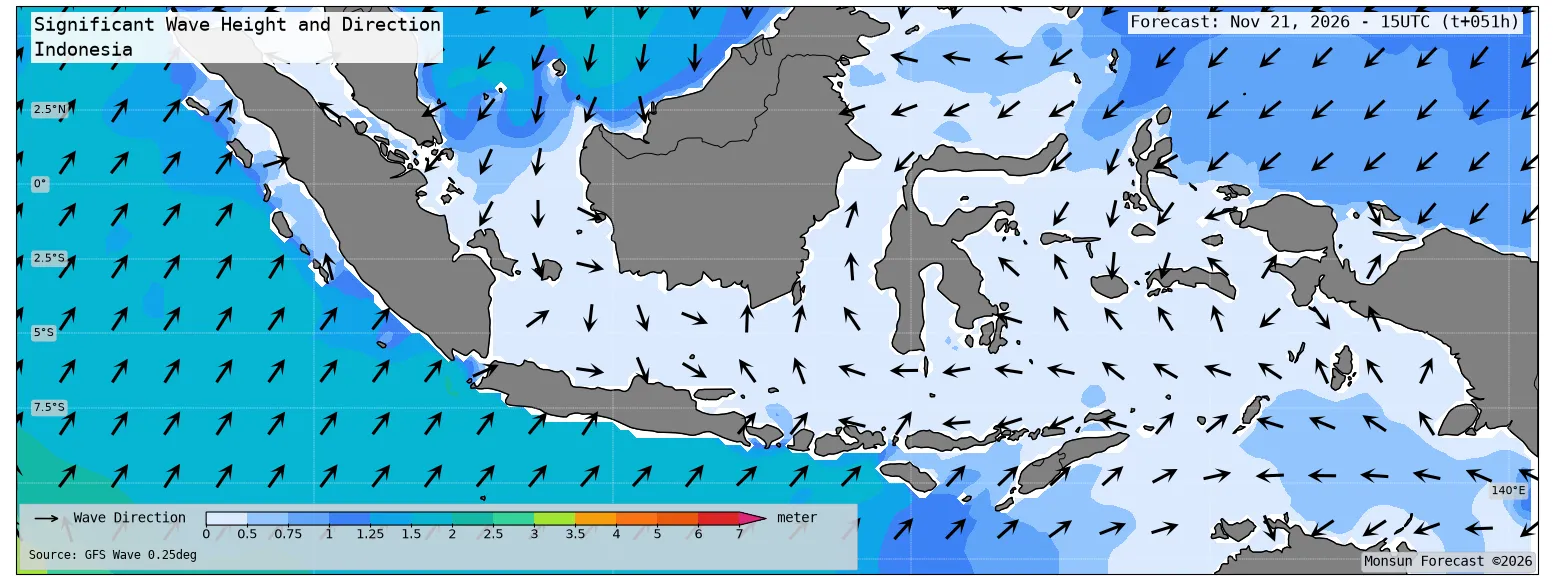 Significant Wave Height and Direction
Indonesia
Forecast: Nov 21, 2026 - 15UTC (t+051h)
2.5°N
0°
2.5°S
5°S
7.5°S
140°E
Wave Direction
0 0.5 0.75 1 1.25 1.5 2 2.5 3 3.5 4 5 6 7
meter
Source: GFS Wave 0.25deg
Monsun Forecast ©2026